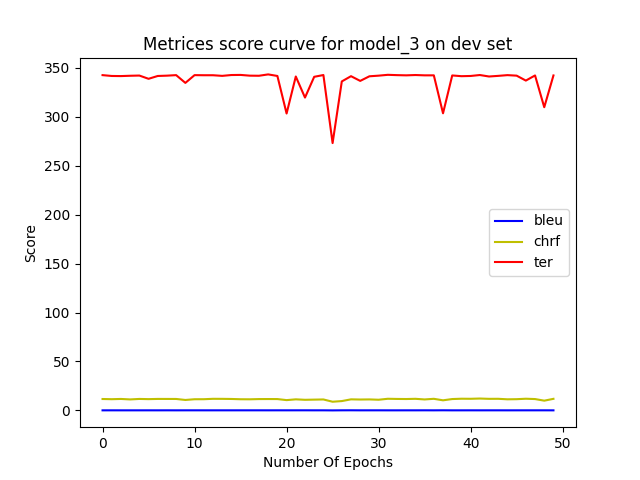 Metrices score curve for model_3 on dev set
350
300
250
200
150
100
50
0
Score
bleu
chrf
ter
0 10 20 30 40 50
Number Of Epochs